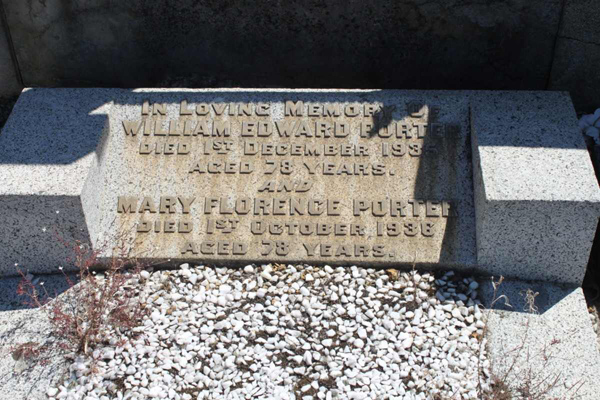 In Loving Memory of
William Edward Porter
Died 1st December
Aged 78 Years.
and
Mary Florence Porter
Died 1st October 1938
Aged 78 Years.